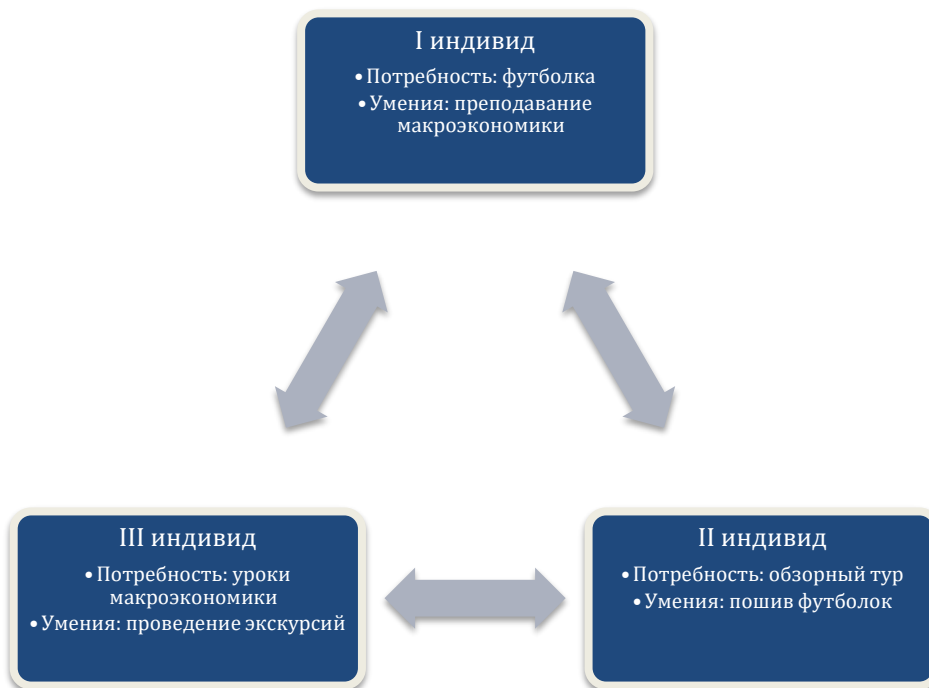 I индивид
• Потребность: футболка
• Умения: преподавание
макроэкономики
III индивид
• Потребность: уроки
макроэкономики
• Умения: проведение экскурсий
II индивид
• Потребность: обзорный тур
• Умения: пошив футболок